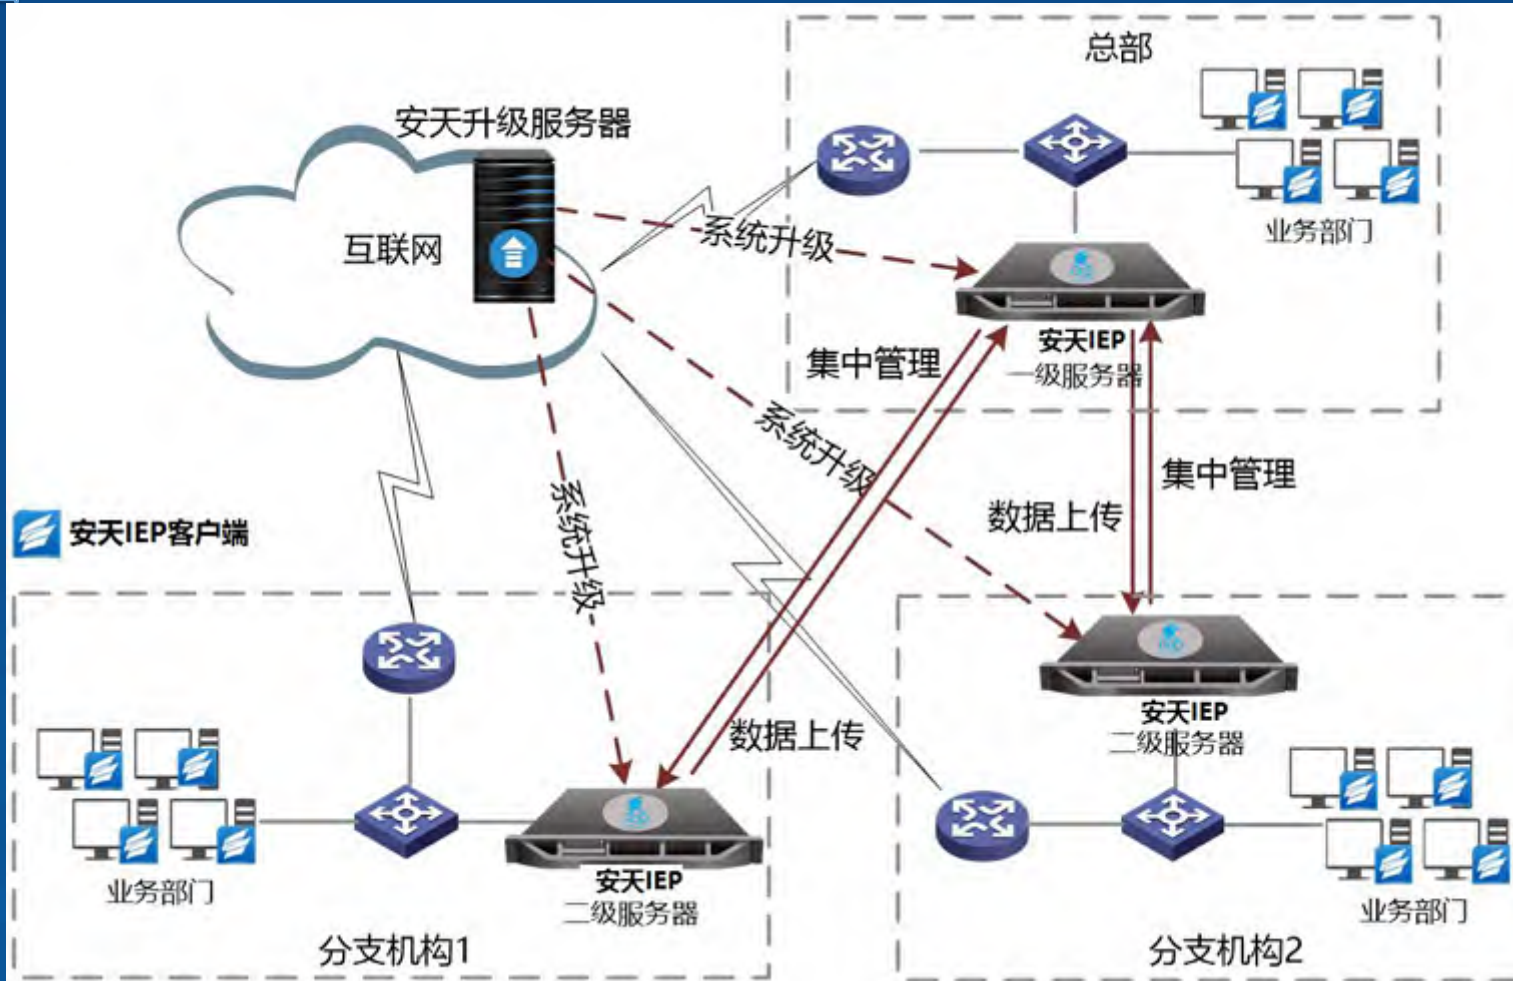 总部
安天升级服务器
互联网
业务部门
系统升级
安天IEP
一级服务器
集中管理
系统升级
集中管理
数据上传
系统升级
安天IEP客户端
安天IEP
二级服务器
数据上传
业务部门
安天IEP
二级服务器
业务部门
分支机构1
分支机构2